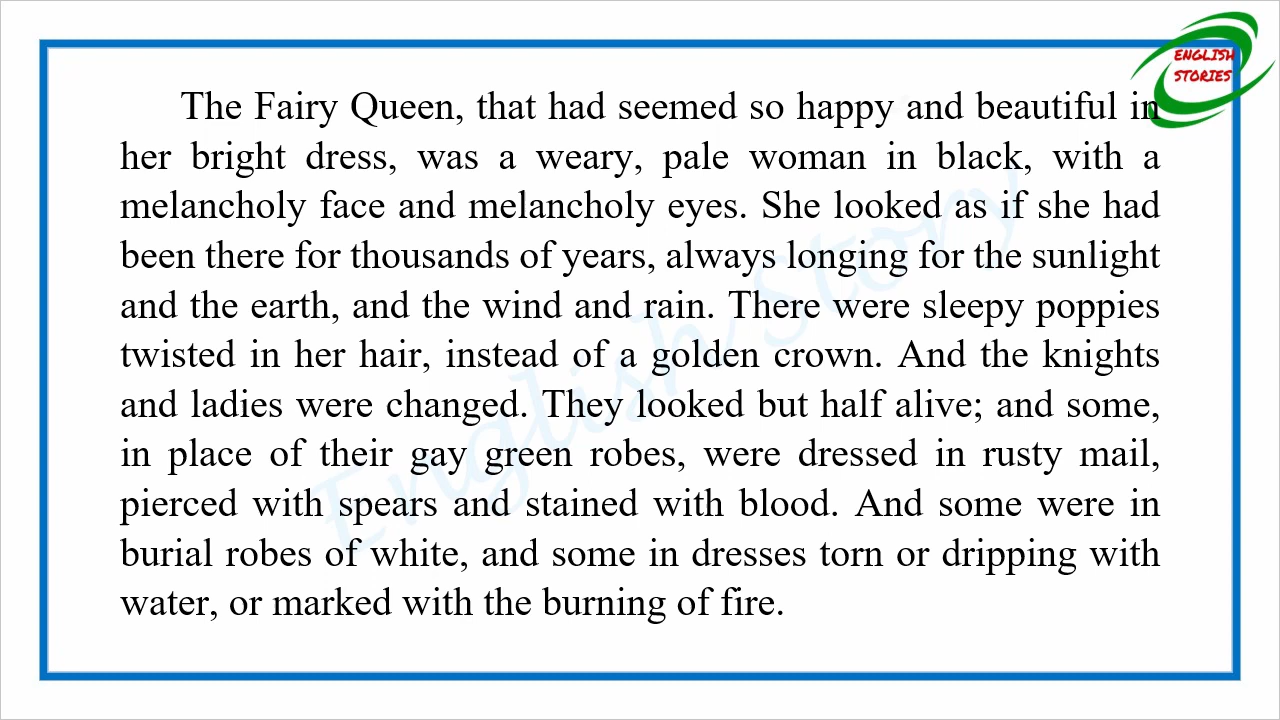 ENGLISH
STORIES
The Fairy Queen, that had seemed so happy and beautiful in
her bright dress, was a weary, pale woman in black, with a
melancholy face and melancholy eyes. She looked as if she had
been there for thousands of years, always longing for the sunlight
and the earth, and the wind and rain. There were sleepy poppies
twisted in her hair, instead of a golden crown. And the knights
and ladies were changed. They looked but half alive; and some,
in place of their gay green robes, were dressed in rusty mail,
pierced with spears and stained with blood. And some were in
burial robes of white, and some in dresses torn or dripping with
water, or marked with the burning of fire.
English Story